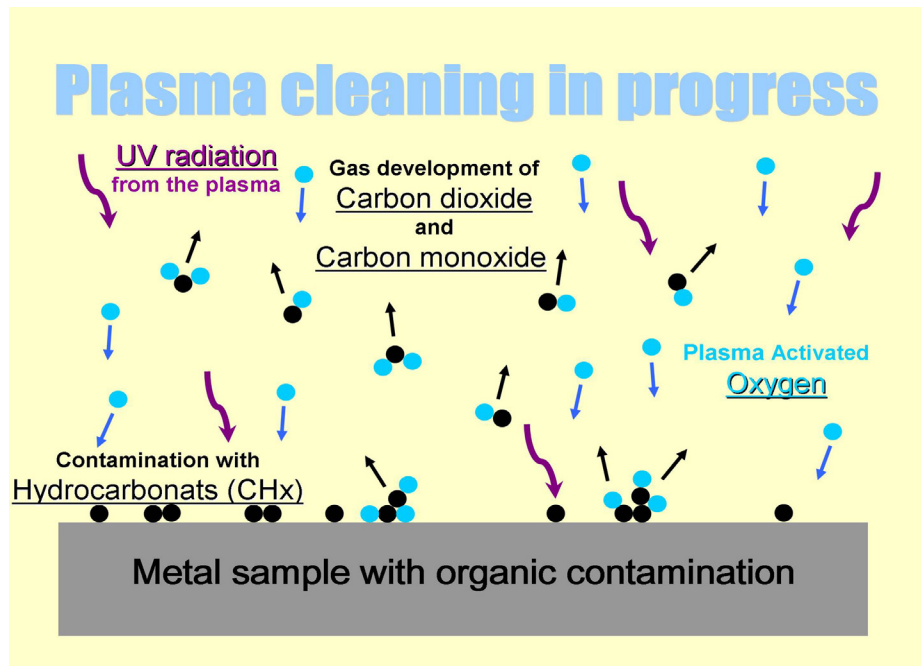 Plasma cleaning in progress
UV radiation
from the plasma
Gas development of
Carbon dioxide
and
Carbon monoxide
Plasma Activated
Oxygen
Contamination with
Hydrocarbonats (CHx)
Metal sample with organic contamination